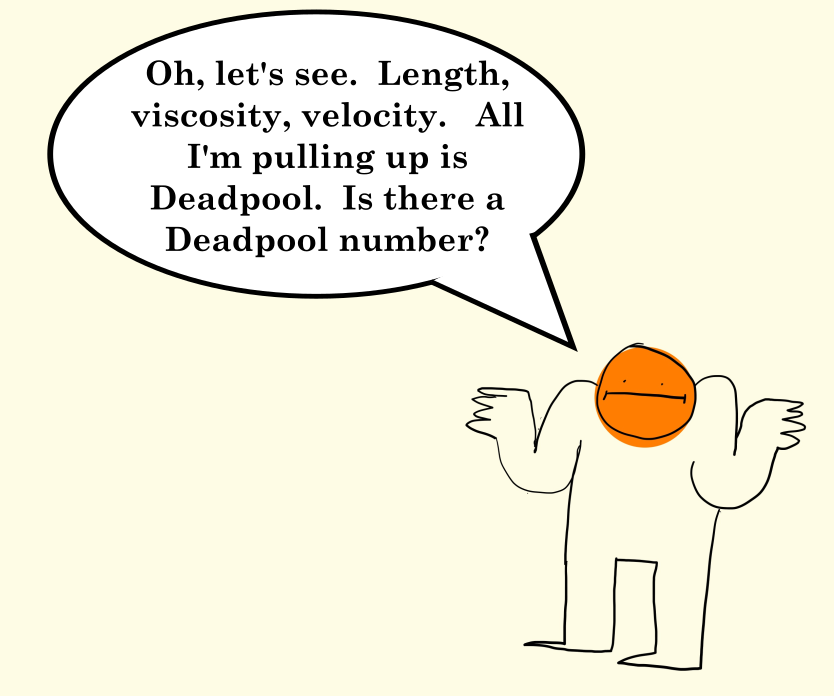 Oh, let's see.  Length,
viscosity, velocity.   All
I'm pulling up is
Deadpool.  Is there a
Deadpool number?